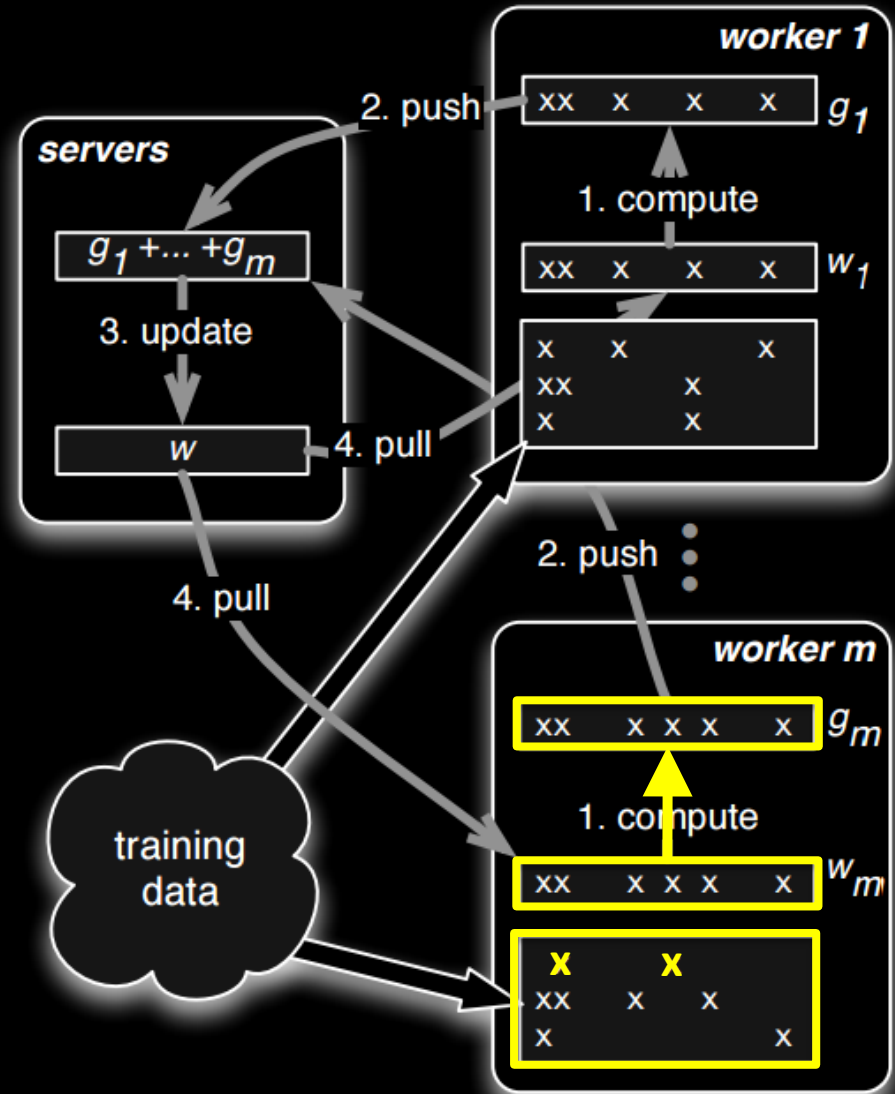 worker 1
xx x x x g1
2. push
servers
1. compute
g1 +... +gm
xx x x x w1
3. update
x x x
xx x
x x
w
4. pull
2. push
4. pull
worker m
xx x x x x gm
1. compute
training
data
xx x x x x wm
x x
xx x x
x x